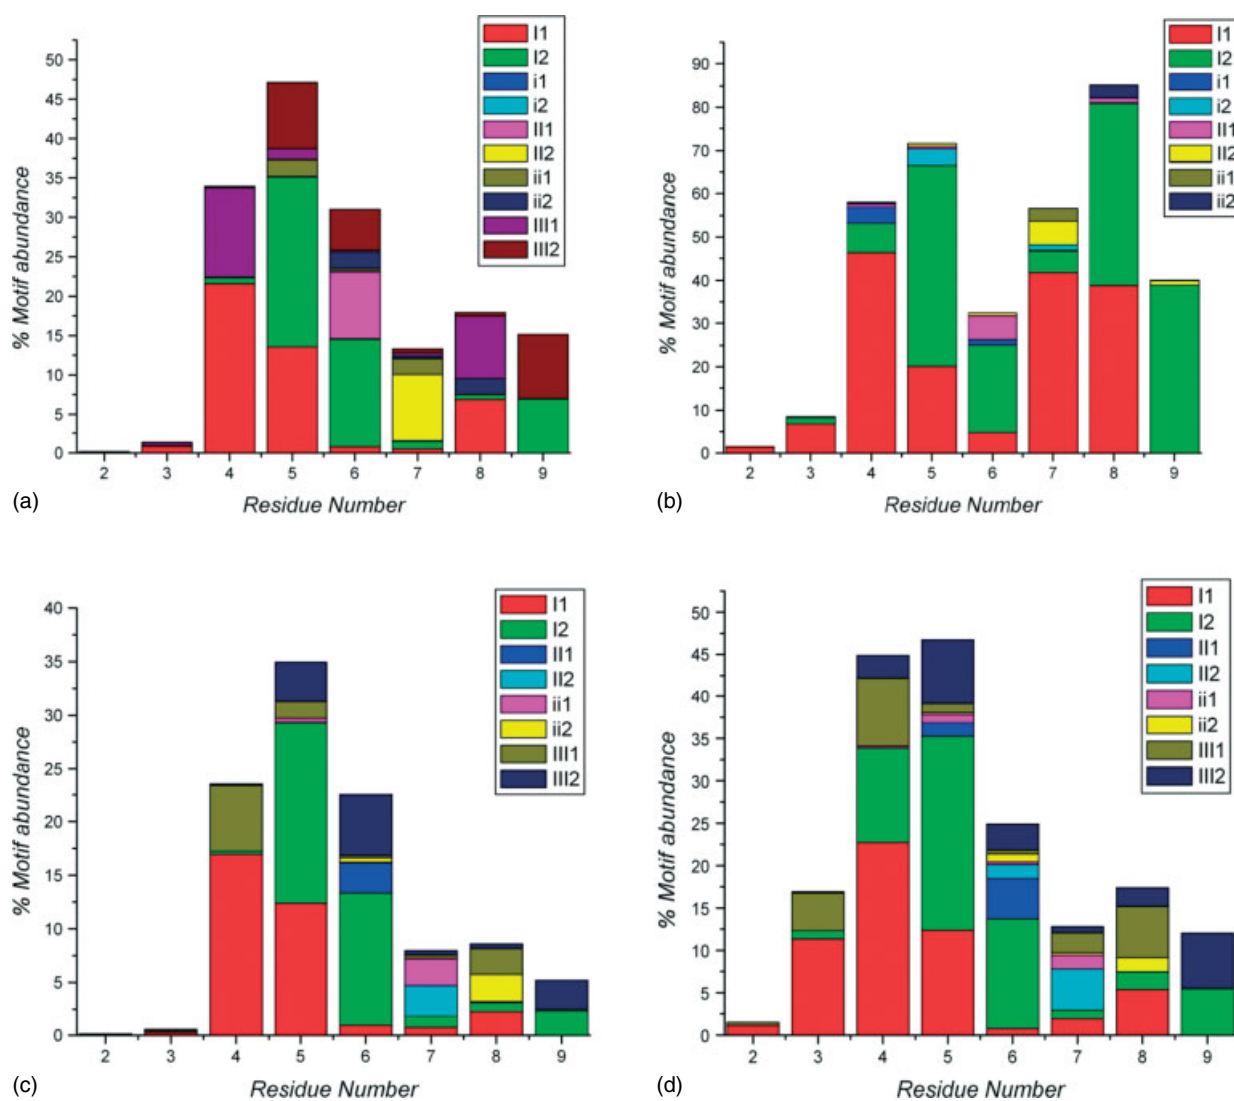 I1
I2
i1
i2
II1
II2
ii1
ii2
III1
III2
50
45
40
35
30
25
20
15
10
5
0
% Motif abundance
2 3 4 5 6 7 8 9
Residue Number
(a)
I1
I2
i1
i2
II1
II2
ii1
ii2
90
80
70
60
50
40
30
20
10
0
% Motif abundance
2 3 4 5 6 7 8 9
Residue Number
(b)
I1
I2
II1
II2
ii1
ii2
III1
III2
40
35
30
25
20
15
10
5
0
% Motif abundance
2 3 4 5 6 7 8 9
Residue Number
(c)
I1
I2
II1
II2
ii1
ii2
III1
III2
50
45
40
35
30
25
20
15
10
5
0
% Motif abundance
2 3 4 5 6 7 8 9
Residue Number
(d)